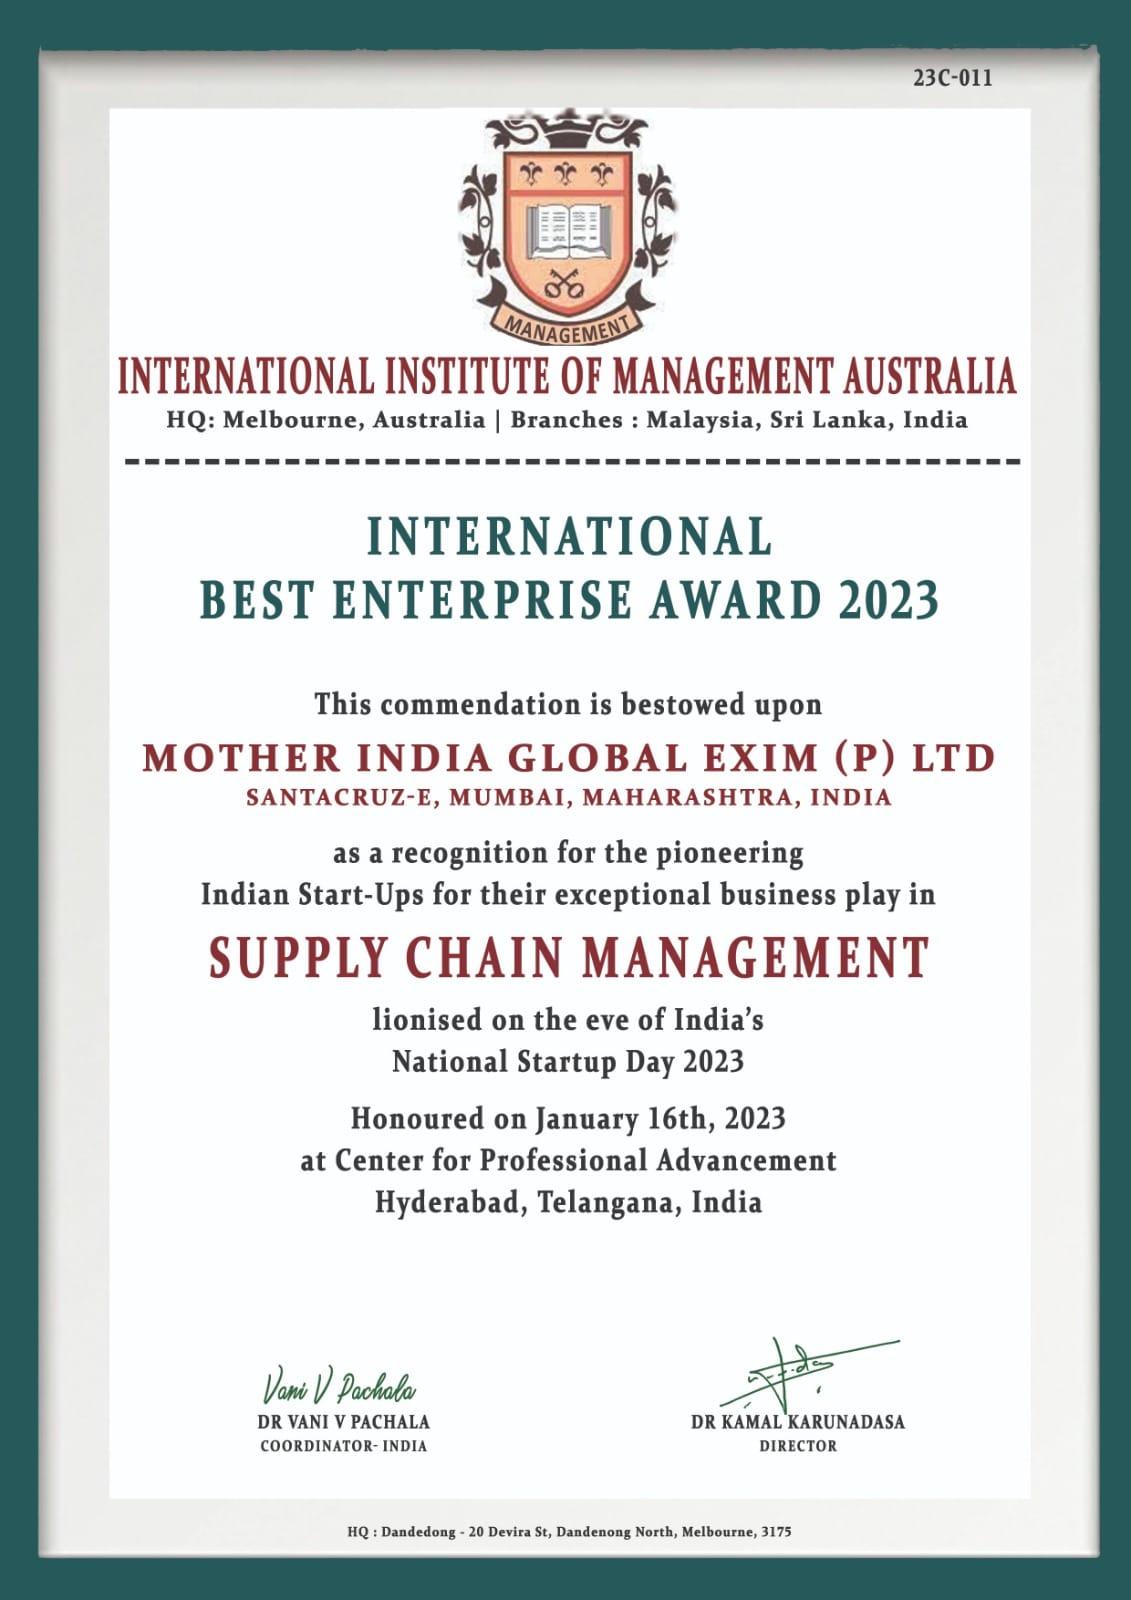 23C-011
MANAGEMENT
INTERNATIONAL INSTITUTE OF MANAGEMENT AUSTRALIA
HQ: Melbourne, Australia | Branches : Malaysia, Sri Lanka, India
INTERNATIONAL
BEST ENTERPRISE AWARD 2023
This commendation is bestowed upon
MOTHER INDIA GLOBAL EXIM (P) LTD
SANTACRUZ-E, MUMBAI, MAHARASHTRA, INDIA
as a recognition for the pioneering
Indian Start-Ups for their exceptional business play in
SUPPLY CHAIN MANAGEMENT
lionised on the eve of India’s
National Startup Day 2023
Honoured on January 16th, 2023
at Center for Professional Advancement
Hyderabad, Telangana, India
Vani V Pachala
DR VANI V PACHALA
COORDINATOR- INDIA
DR KAMAL KARUNADASA
DIRECTOR
HQ : Dandedong - 20 Devira St, Dandenong North, Melbourne, 3175